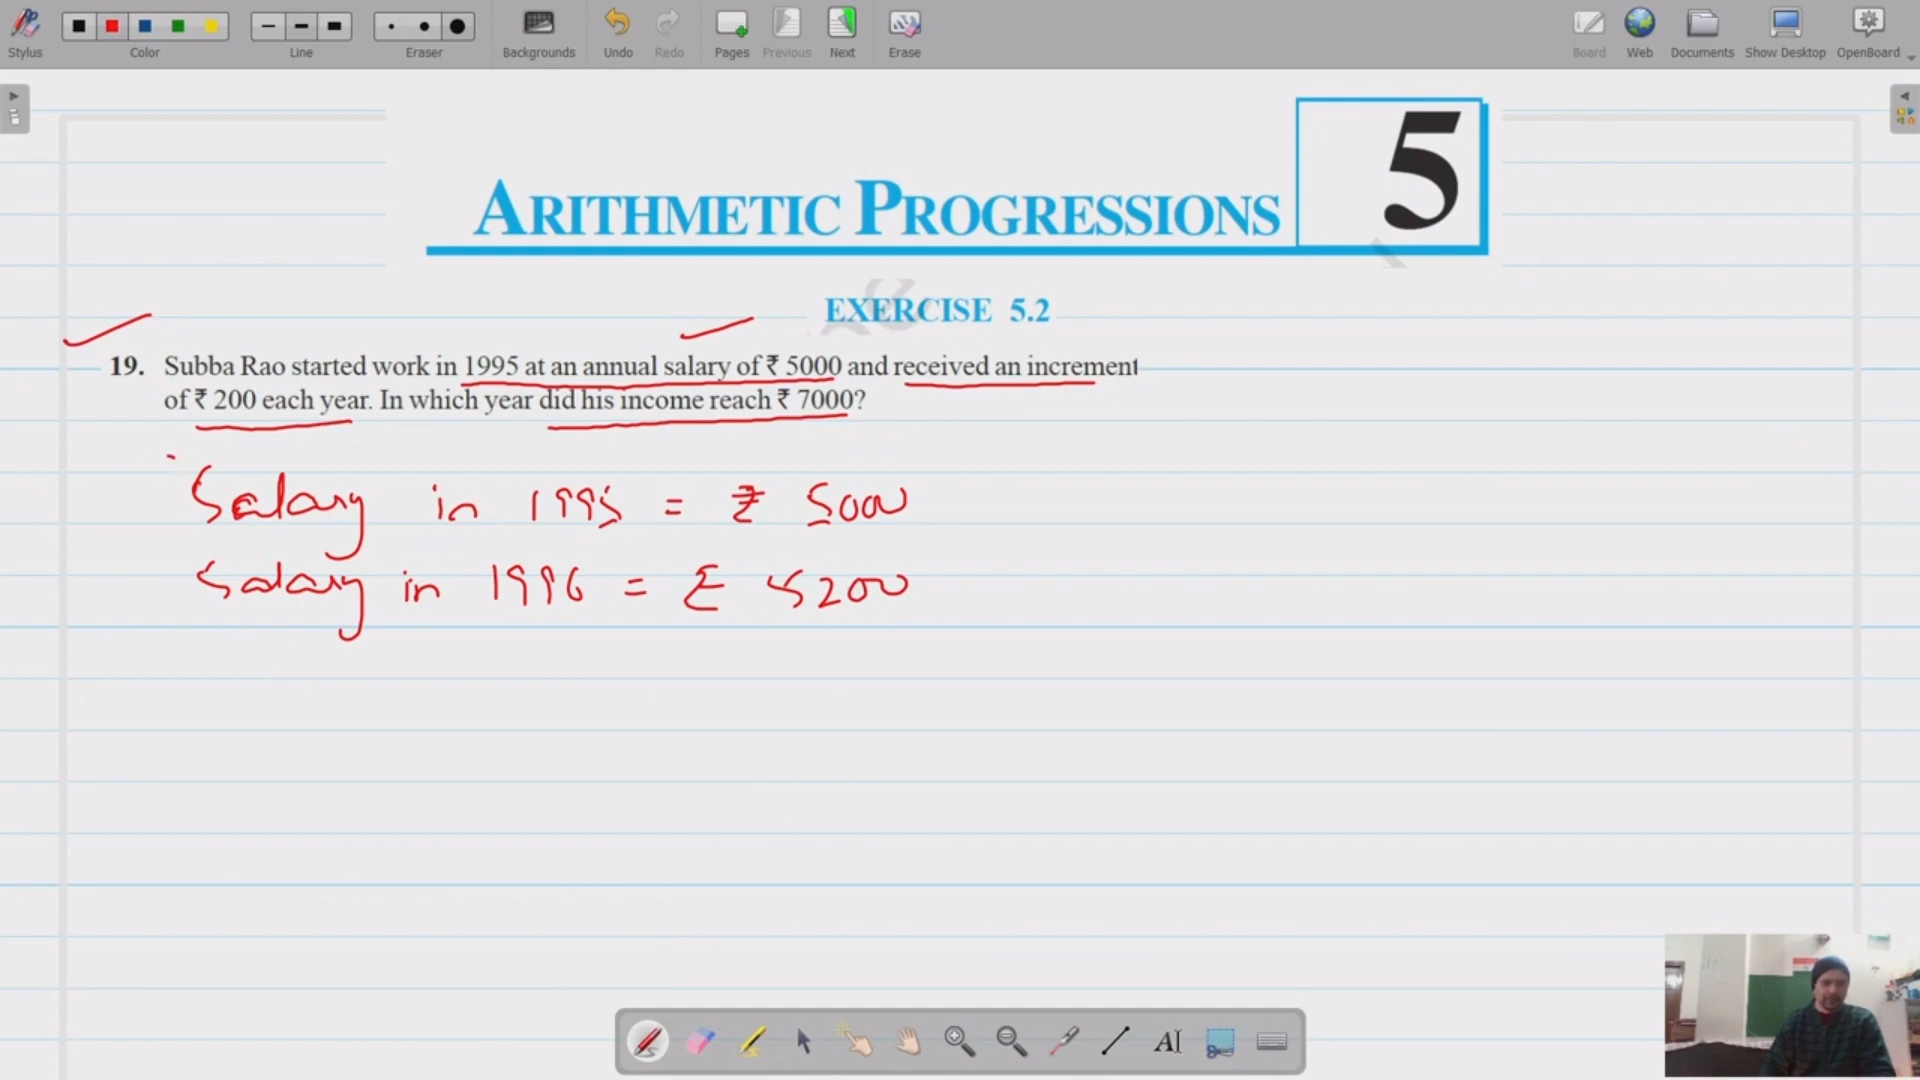 Stylus Color Line Eraser Backgrounds Undo Redo Pages Previous Next Erase Board Web Documents Show Desktop OpenBoard
5
ARITHMETIC PROGRESSIONS
EXERCISE 5.2
19. Subba Rao started work in 1995 at an annual salary of ₹ 5000 and received an increment
of ₹ 200 each year. In which year did his income reach ₹ 7000?
Salary in 1995 = ₹ 5000
Salary in 1996 = ₹ 5200